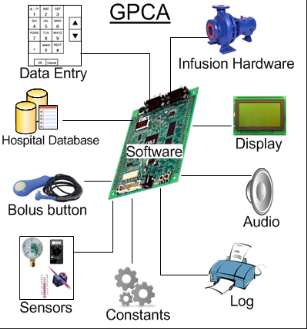 GPCA
Data Entry
Infusion Hardware
Hospital Database
Software
Display
Bolus button
Audio
Sensors
Constants
Log